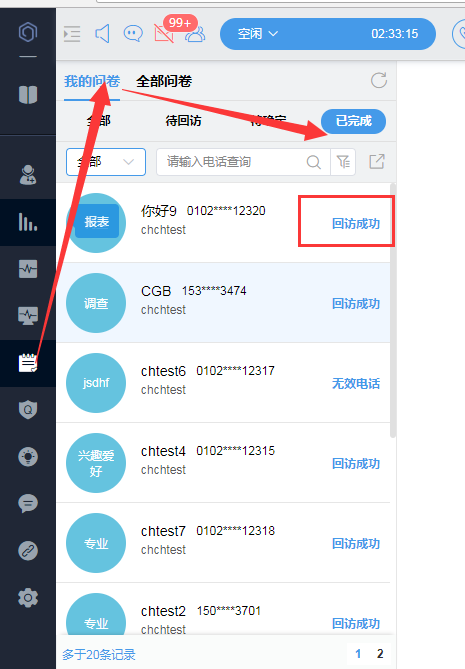 99+
空闲 02:33:15
我的问卷 全部问卷
全部 待回访 待确定 已完成
全部 请输入电话查询
报表 你好9 0102****12320 回访成功
chchtest
调查 CGB 153****3474 回访成功
chchtest
jsdhf chtest6 0102****12317 无效电话
chchtest
兴趣爱好 chtest4 0102****12315 回访成功
chchtest
专业 chtest7 0102****12318 回访成功
chchtest
专业 chtest2 150****3701 回访成功
chchtest
多于20条记录 1 2